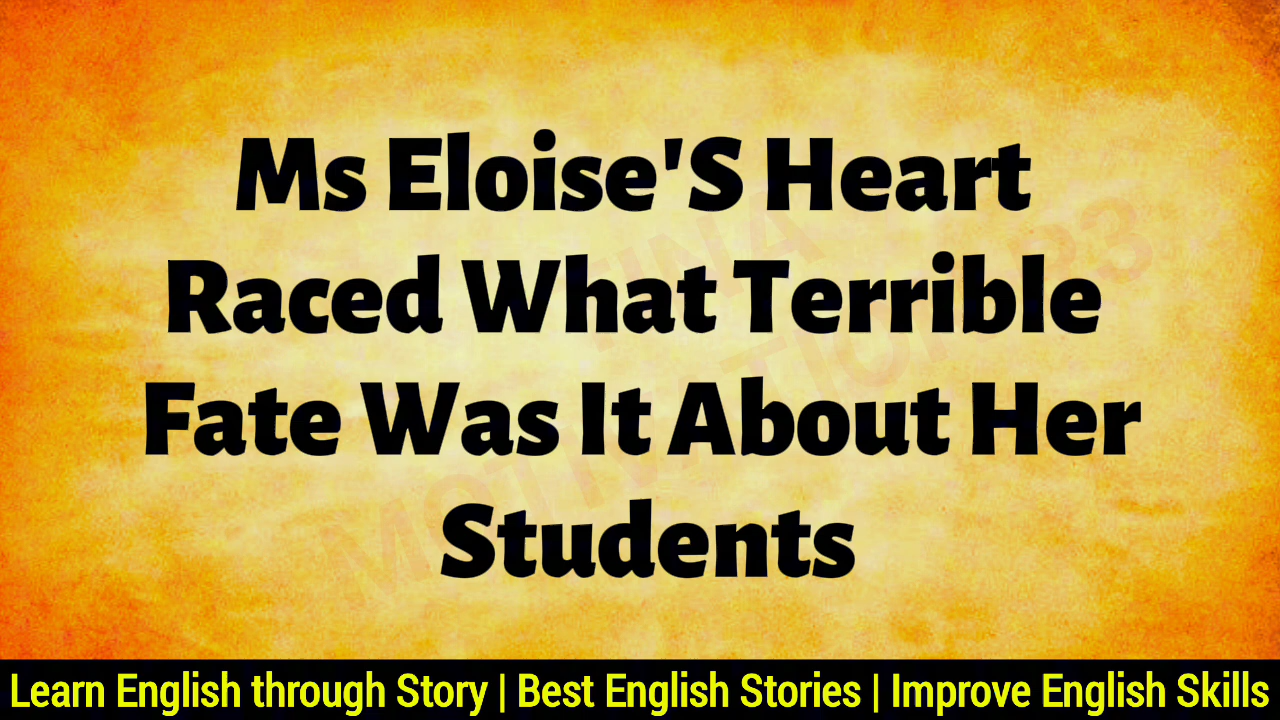 Ms Eloise'S Heart
Raced What Terrible
Fate Was It About Her
Students
Learn English through Story | Best English Stories | Improve English Skills